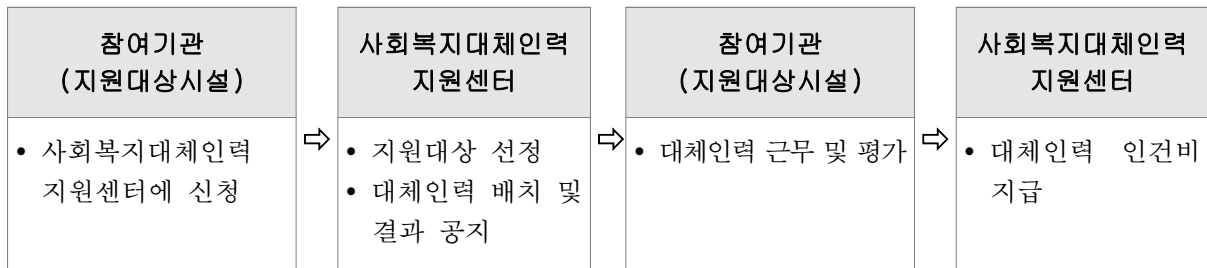 참여기관
(지원대상시설)
• 사회복지대체인력
지원센터에 신청
⇨
사회복지대체인력
지원센터
• 지원대상 선정
• 대체인력 배치 및
결과 공지
⇨
참여기관
(지원대상시설)
• 대체인력 근무 및 평가
⇨
사회복지대체인력
지원센터
• 대체인력 인건비
지급